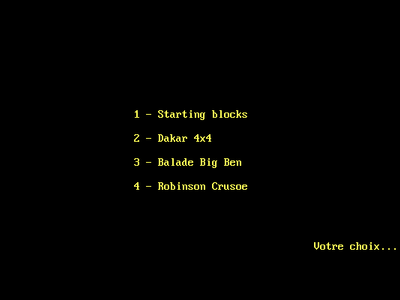 1 - Starting blocks
2 - Dakar 4x4
3 - Balade Big Ben
4 - Robinson Crusoe
Votre choix...